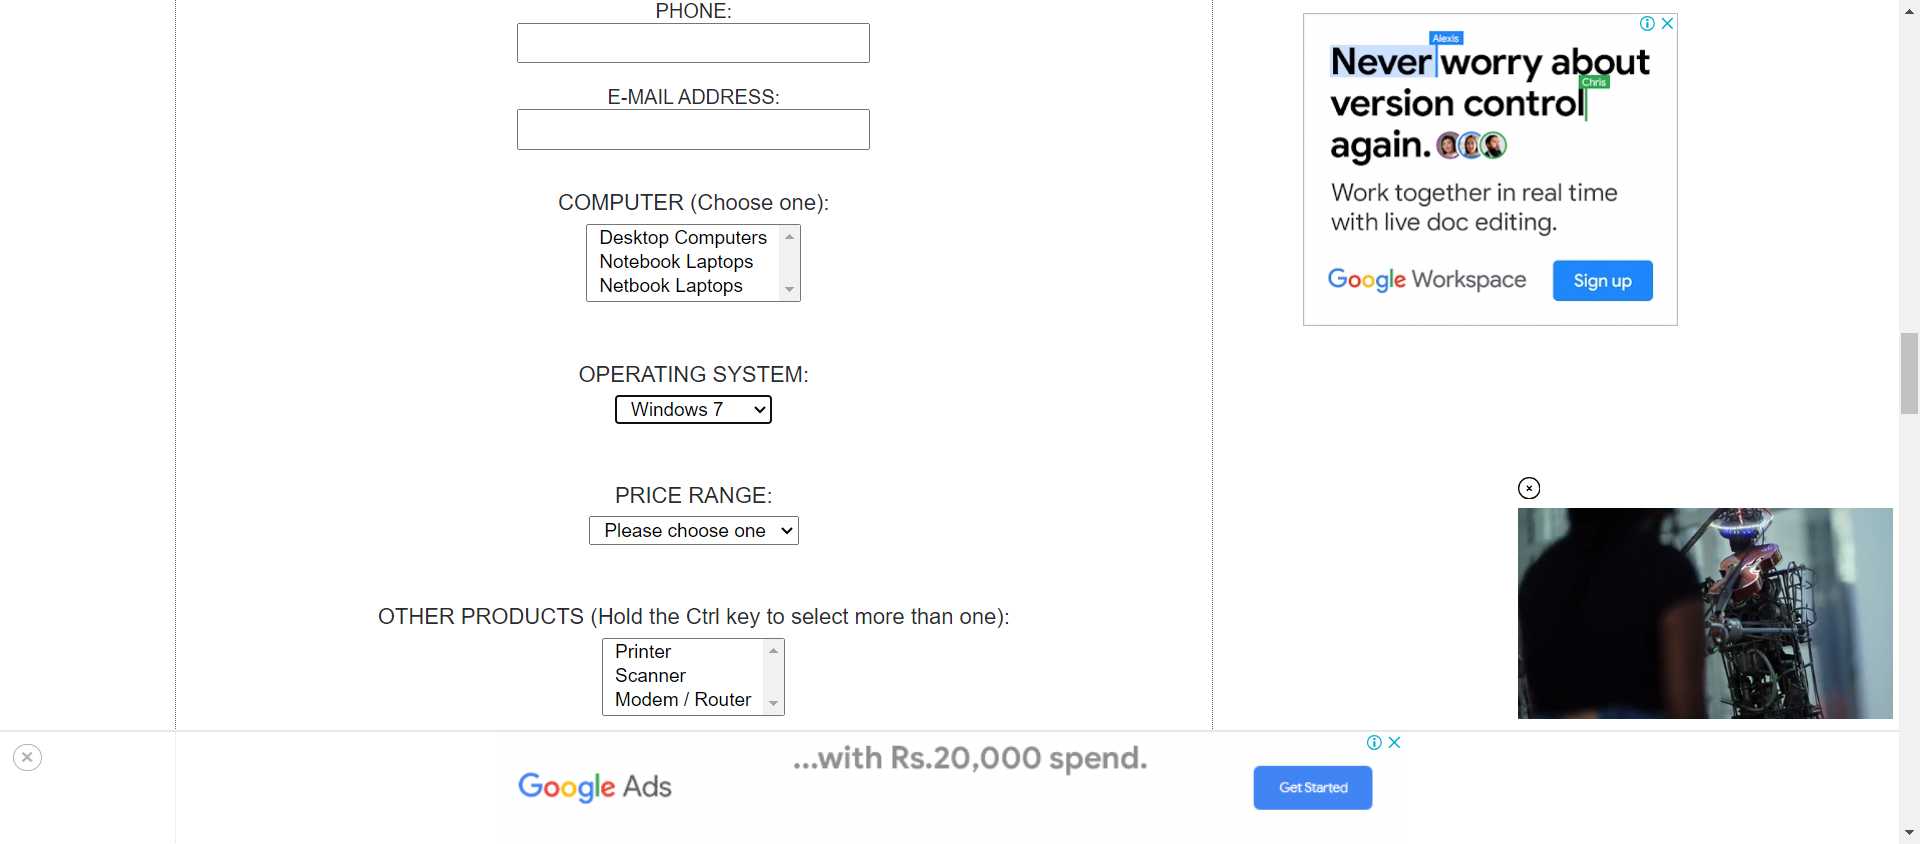 PHONE:
E-MAIL ADDRESS:
COMPUTER (Choose one):
Desktop Computers
Notebook Laptops
Netbook Laptops
OPERATING SYSTEM:
Windows 7
PRICE RANGE:
Please choose one
OTHER PRODUCTS (Hold the Ctrl key to select more than one):
Printer
Scanner
Modem / Router
Alexis
Never worry about
Chris
version control
again.
Work together in real time
with live doc editing.
Google Workspace
Sign up
...with Rs.20,000 spend.
Google Ads
Get Started